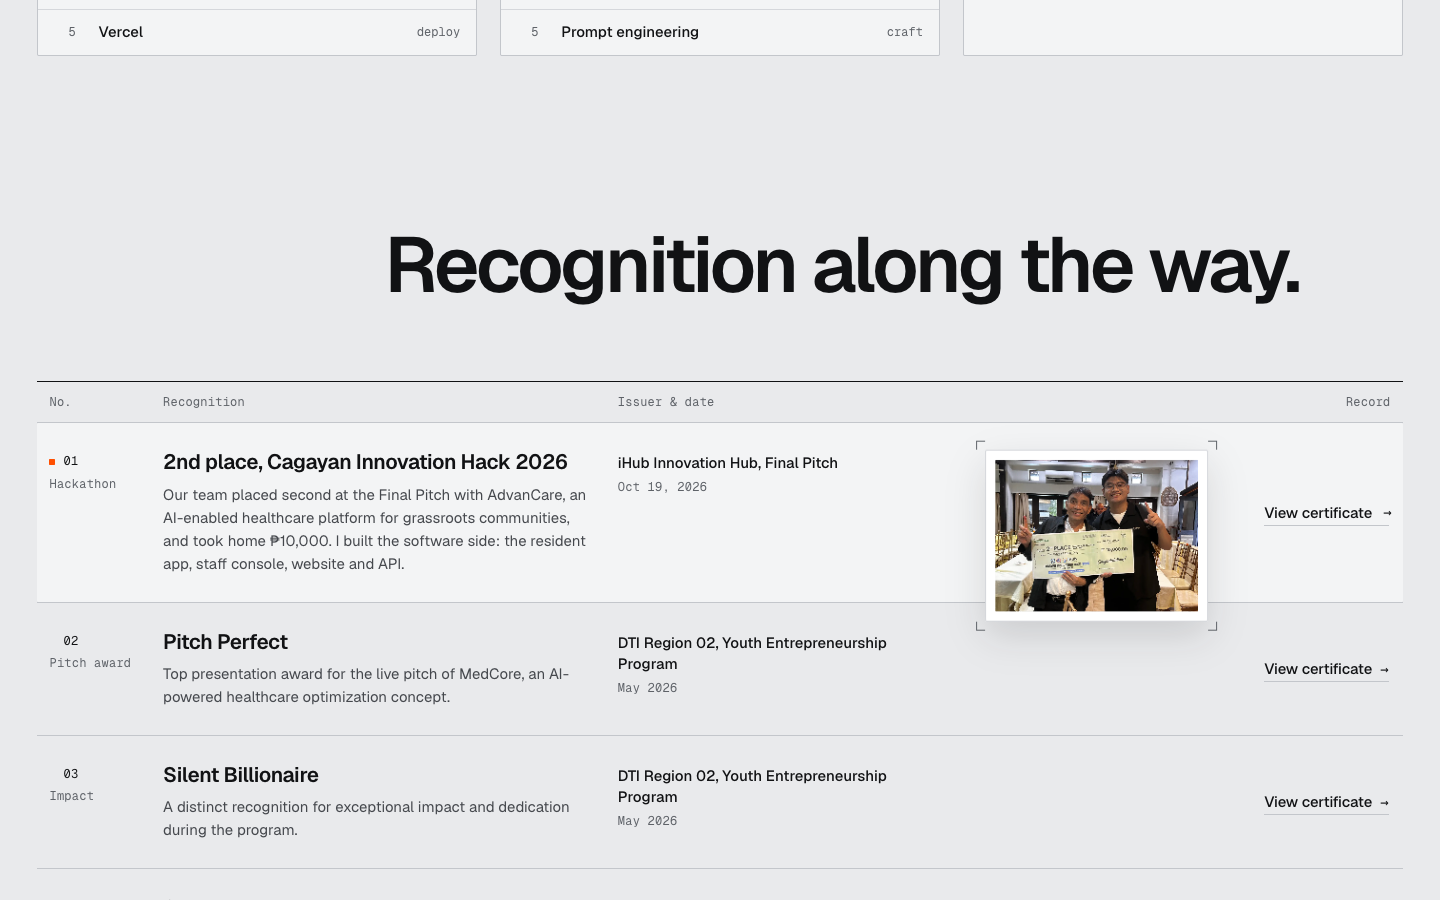 5 Vercel deploy
5 Prompt engineering craft
Recognition along the way.
No. Recognition Issuer & date Record
01
Hackathon
2nd place, Cagayan Innovation Hack 2026
Our team placed second at the Final Pitch with AdvanCare, an
AI-enabled healthcare platform for grassroots communities,
and took home ₱10,000. I built the software side: the resident
app, staff console, website and API.
iHub Innovation Hub, Final Pitch
Oct 19, 2026
PLACE
View certificate →
02
Pitch award
Pitch Perfect
Top presentation award for the live pitch of MedCore, an AI-
powered healthcare optimization concept.
DTI Region 02, Youth Entrepreneurship
Program
May 2026
View certificate →
03
Impact
Silent Billionaire
A distinct recognition for exceptional impact and dedication
during the program.
DTI Region 02, Youth Entrepreneurship
Program
May 2026
View certificate →